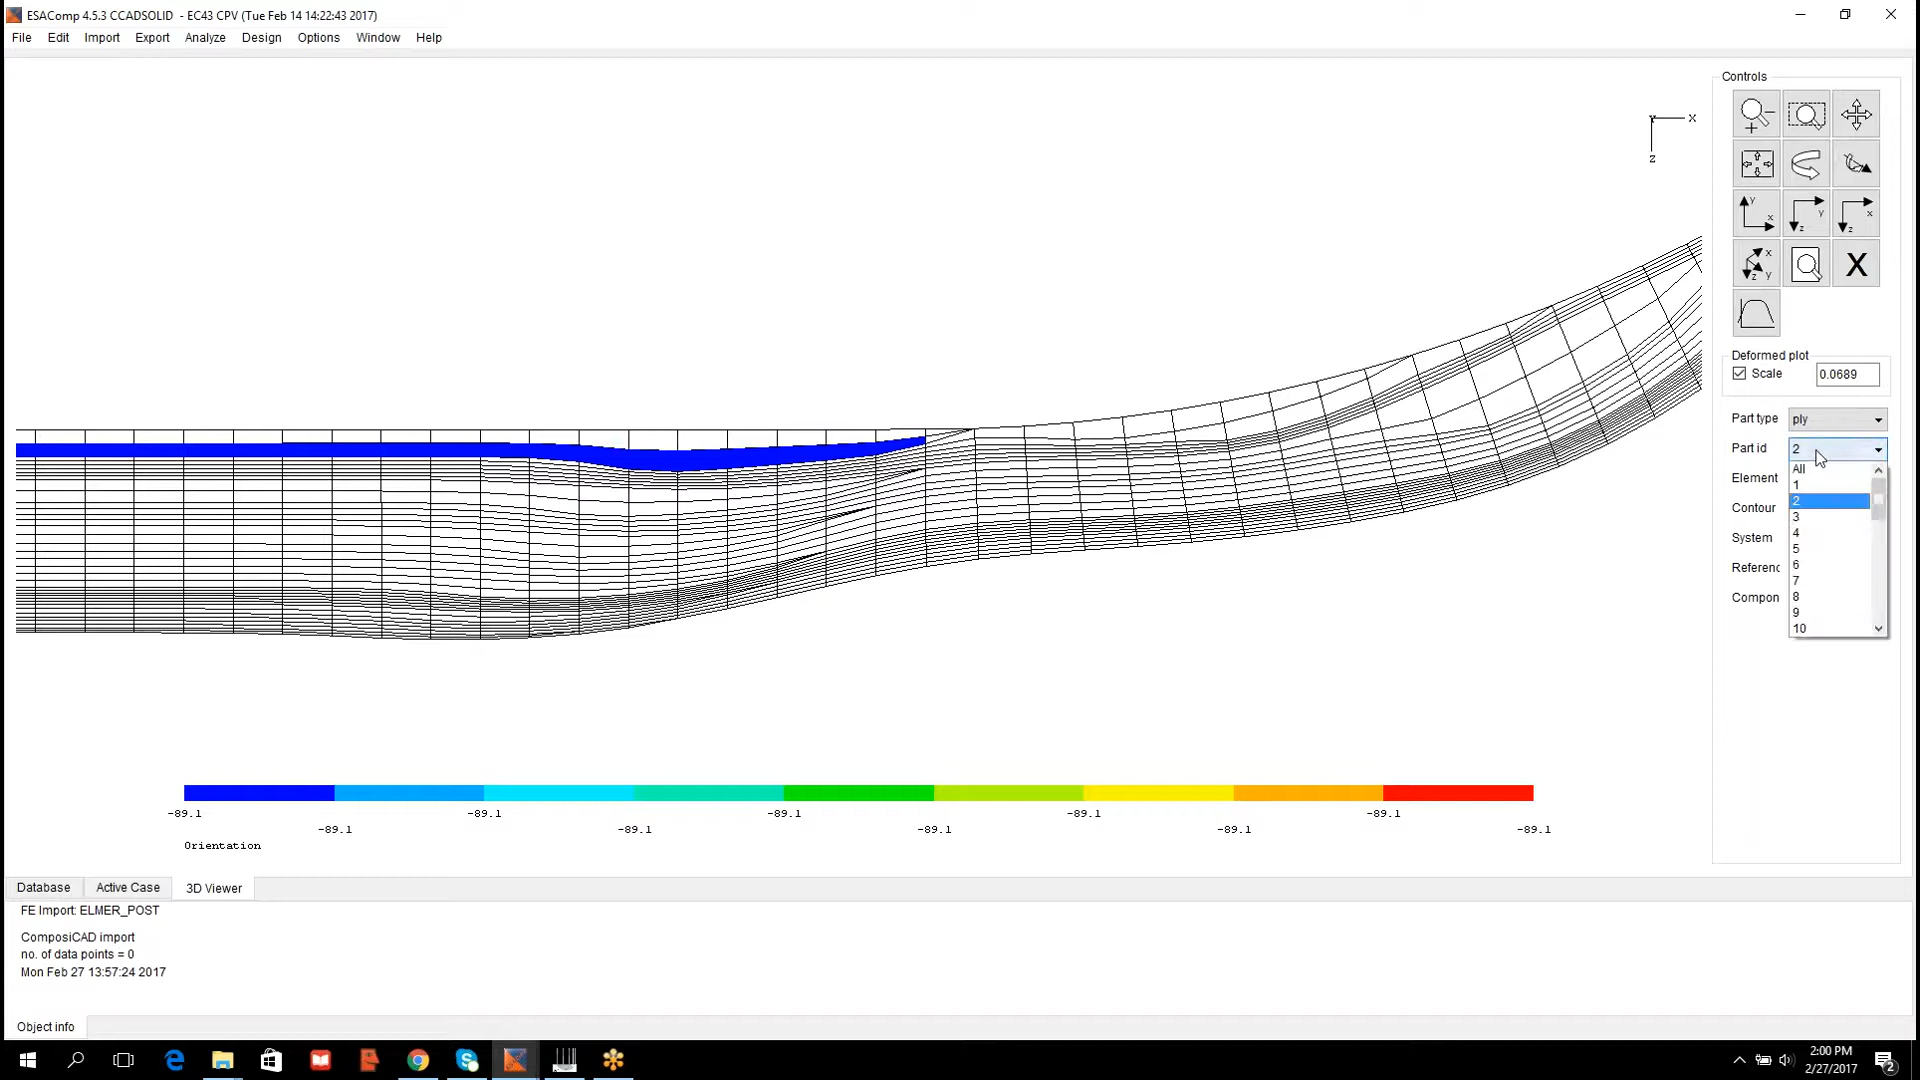 ESAComp 4.5.3 CCADSOLID - EC43 CPV (Tue Feb 14 14:22:43 2017)
File Edit Import Export Analyze Design Options Window Help
Controls
X
z
y
x
y
z
x
z
x
z y
X
Deformed plot
Scale 0.0689
Part type ply
Part id 2
All
1
2
3
4
5
6
7
8
9
10
Element
Contour
System
Referenc
Compon
-89.1 -89.1 -89.1 -89.1 -89.1
-89.1 -89.1 -89.1 -89.1 -89.1
Orientation
Database Active Case 3D Viewer
FE Import: ELMER_POST
ComposiCAD import
no. of data points = 0
Mon Feb 27 13:57:24 2017
Object info
2:00 PM
2/27/2017
2